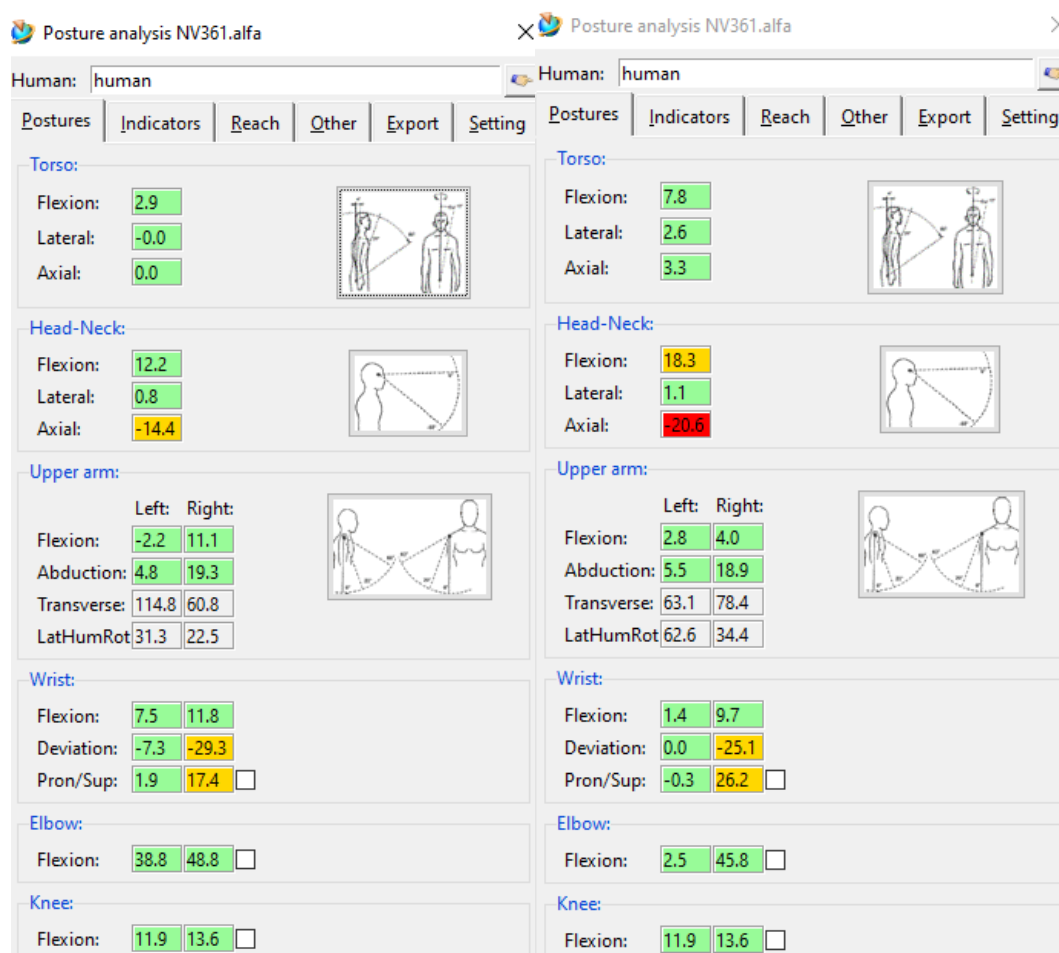 Posture analysis NV361.alfa
Human: human
Postures Indicators Reach Other Export Setting
Torso:
Flexion: 2.9
Lateral: -0.0
Axial: 0.0
Head-Neck:
Flexion: 12.2
Lateral: 0.8
Axial: -14.4
Upper arm:
Left: Right:
Flexion: -2.2 11.1
Abduction: 4.8 19.3
Transverse: 114.8 60.8
LatHumRot 31.3 22.5
Wrist:
Flexion: 7.5 11.8
Deviation: -7.3 -29.3
Pron/Sup: 1.9 17.4
Elbow:
Flexion: 38.8 48.8
Knee:
Flexion: 11.9 13.6
Posture analysis NV361.alfa
Human: human
Postures Indicators Reach Other Export Setting
Torso:
Flexion: 7.8
Lateral: 2.6
Axial: 3.3
Head-Neck:
Flexion: 18.3
Lateral: 1.1
Axial: -20.6
Upper arm:
Left: Right:
Flexion: 2.8 4.0
Abduction: 5.5 18.9
Transverse: 63.1 78.4
LatHumRot 62.6 34.4
Wrist:
Flexion: 1.4 9.7
Deviation: 0.0 -25.1
Pron/Sup: -0.3 26.2
Elbow:
Flexion: 2.5 45.8
Knee:
Flexion: 11.9 13.6